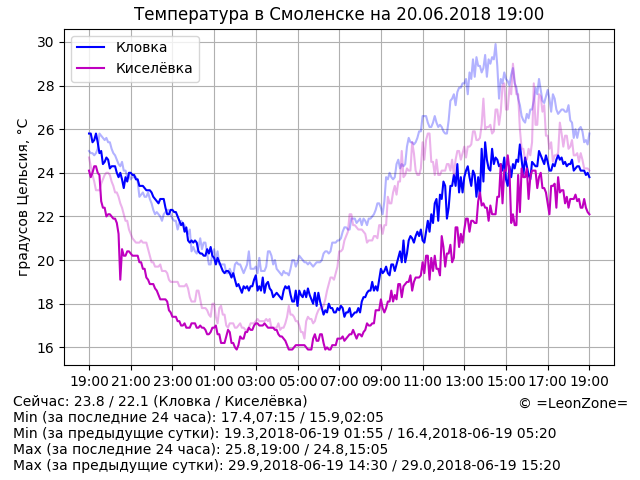 Температура в Смоленске на 20.06.2018 19:00
Кловка
Киселёвка
градусов Цельсия, °C
30
28
26
24
22
20
18
16
19:00 21:00 23:00 01:00 03:00 05:00 07:00 09:00 11:00 13:00 15:00 17:00 19:00
Сейчас: 23.8 / 22.1 (Кловка / Киселёвка)
© =LeonZone=
Min (за последние 24 часа): 17.4,07:15 / 15.9,02:05
Min (за предыдущие сутки): 19.3,2018-06-19 01:55 / 16.4,2018-06-19 05:20
Max (за последние 24 часа): 25.8,19:00 / 24.8,15:05
Max (за предыдущие сутки): 29.9,2018-06-19 14:30 / 29.0,2018-06-19 15:20